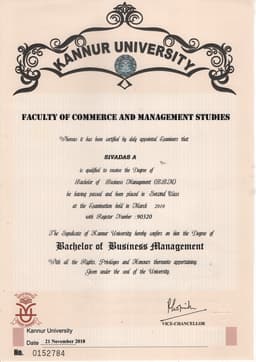 KANNUR UNIVERSITY
FACULTY OF COMMERCE AND MANAGEMENT STUDIES
Whereas it has been certified by duly appointed Examiners that
SIVADAS A
is qualified to receive the Degree of
Bachelor of Business Management (B.B.M)
he having passed and been placed in Second Class
at the Examination held in March 2010
with Register Number : 90320
The Syndicate of Kannur University hereby confers on him the Degree of
Bachelor of Business Management
With all the Rights, Privileges and Honours thereunto appertaining
Given under the seal of the University.
VICE-CHANCELLOR
Kannur University
Date 21 November 2010
No. 0152784